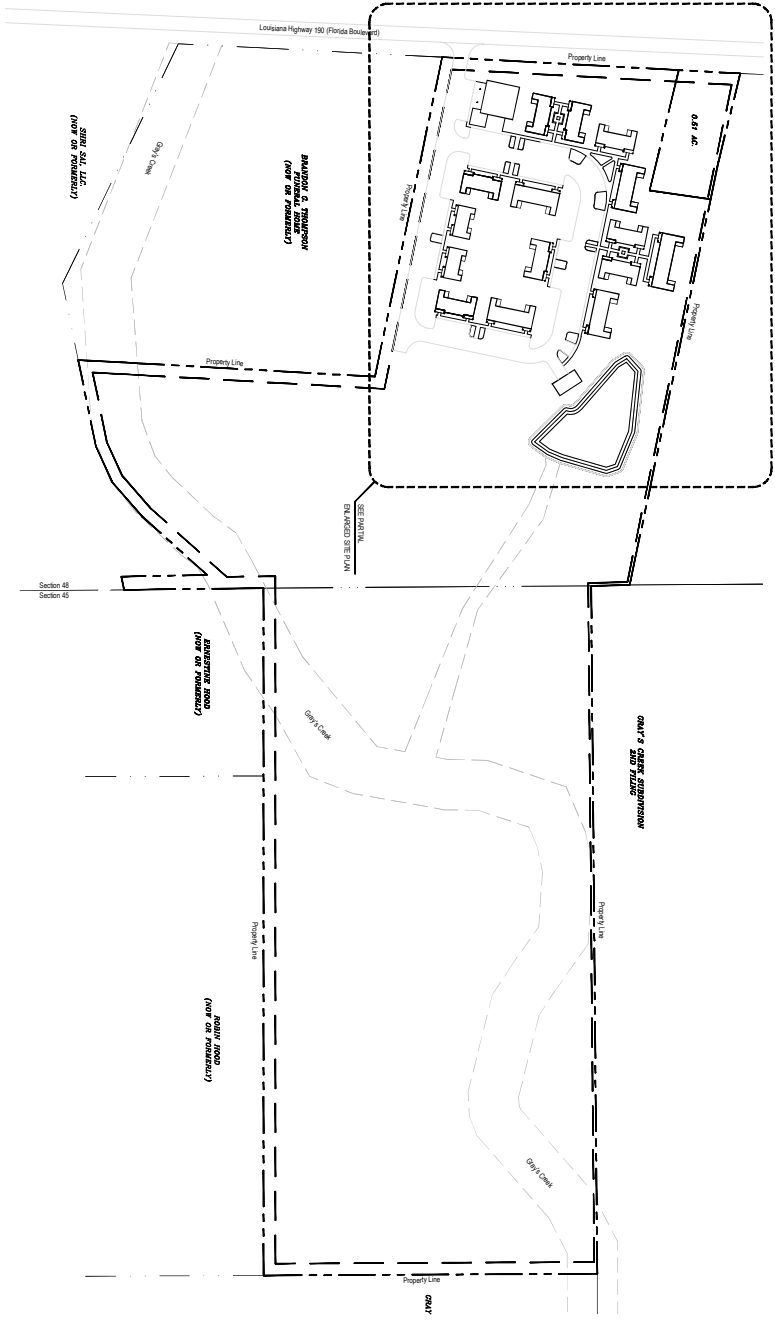 Louisiana Highway 190 (Florida Boulevard)
Property Line
0.51 AC.
SHRI SAI, LLC.
(NOW OR FORMERLY)
Gray's Creek
BRANDON G. THOMPSON
FUNERAL HOME
(NOW OR FORMERLY)
Property Line
Property Line
Property Line
SEE PARTIAL
ENLARGED SITE PLAN
Section 48
Section 45
ERNESTINE HOOD
(NOW OR FORMERLY)
Gray's Creek
GRAY'S CREEK SUBDIVISION
2ND FILING
Property Line
Property Line
ROBIN HOOD
(NOW OR FORMERLY)
Gray's Creek
Property Line
GRAY